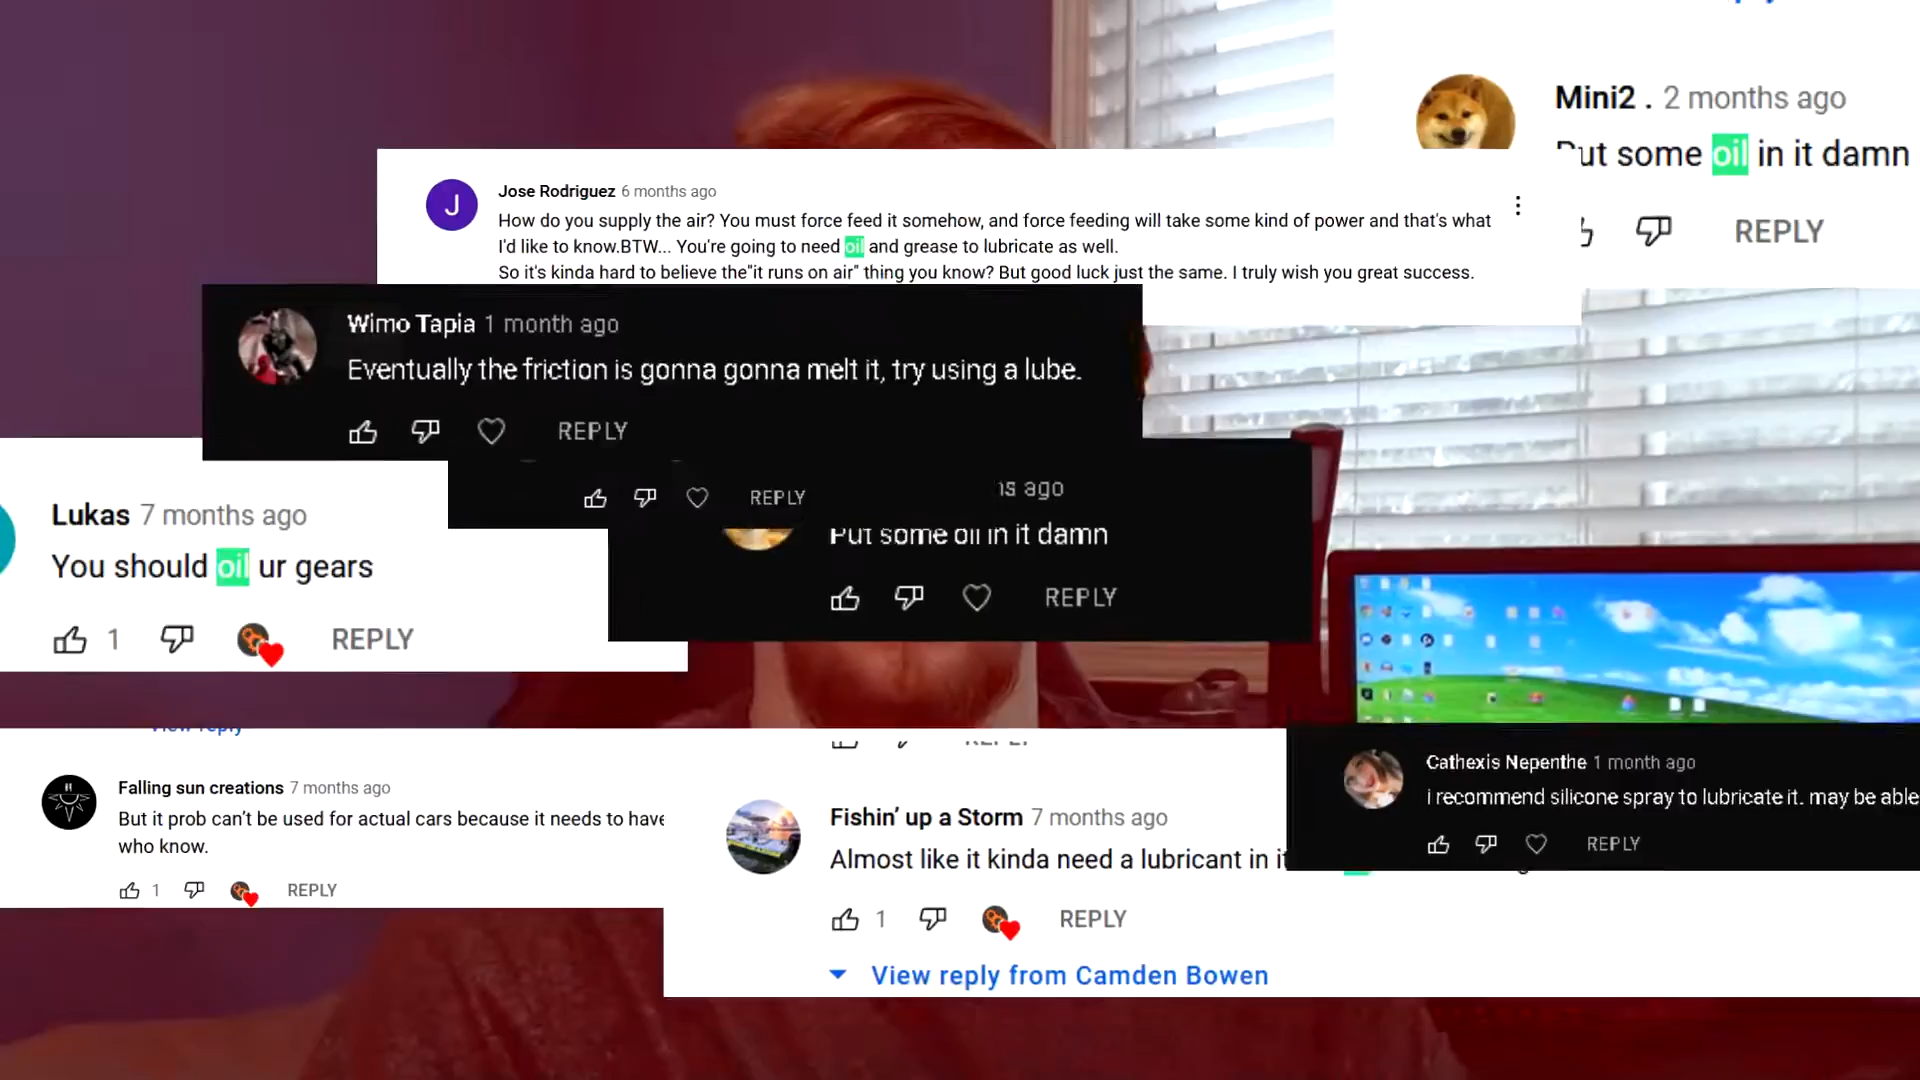 Mini2 . 2 months ago
Put some oil in it damn
REPLY
J
Jose Rodriguez 6 months ago
How do you supply the air? You must force feed it somehow, and force feeding will take some kind of power and that's what
I'd like to know.BTW... You're going to need oil and grease to lubricate as well.
So it's kinda hard to believe the"it runs on air" thing you know? But good luck just the same. I truly wish you great success.
Wimo Tapia 1 month ago
Eventually the friction is gonna gonna melt it, try using a lube.
REPLY
REPLY
ago
Put some oil in it damn
REPLY
Lukas 7 months ago
You should oil ur gears
1 REPLY
View reply
Falling sun creations 7 months ago
But it prob can't be used for actual cars because it needs to have
who know.
1 REPLY
REPLY
Fishin' up a Storm 7 months ago
Almost like it kinda need a lubricant in it
1 REPLY
View reply from Camden Bowen
Cathexis Nepenthe 1 month ago
i recommend silicone spray to lubricate it. may be able
REPLY